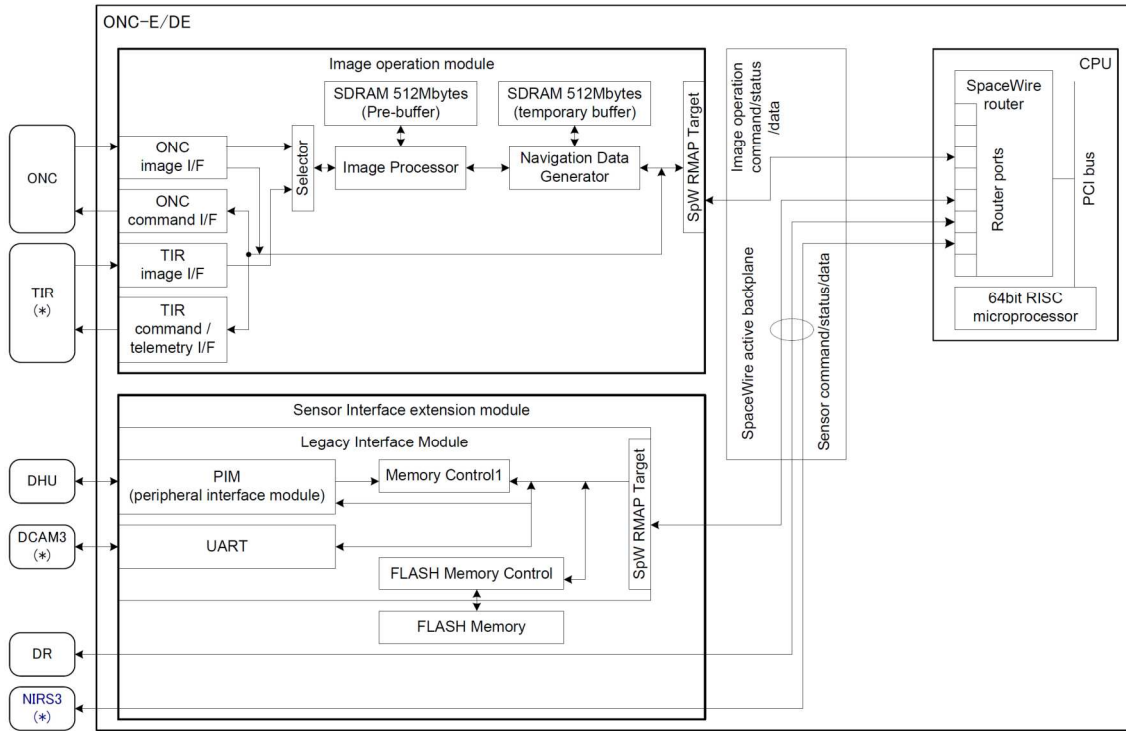 ONC-E/DE
Image operation module
SDRAM 512Mbytes
(Pre-buffer)
SDRAM 512Mbytes
(temporary buffer)
ONC
ONC
image I/F
Selector
Image Processor
Navigation Data
Generator
SpW RMAP Target
ONC
command I/F
TIR
(*)
TIR
image I/F
TIR
command /
telemetry I/F
Image operation
command/status
/data
SpaceWire active backplane
Sensor command/status/data
CPU
SpaceWire
router
Router ports
PCI bus
64bit RISC
microprocessor
Sensor Interface extension module
Legacy Interface Module
DHU
PIM
(peripheral interface module)
Memory Control1
SpW RMAP Target
DCAM3
(*)
UART
FLASH Memory Control
FLASH Memory
DR
NIRS3
(*)